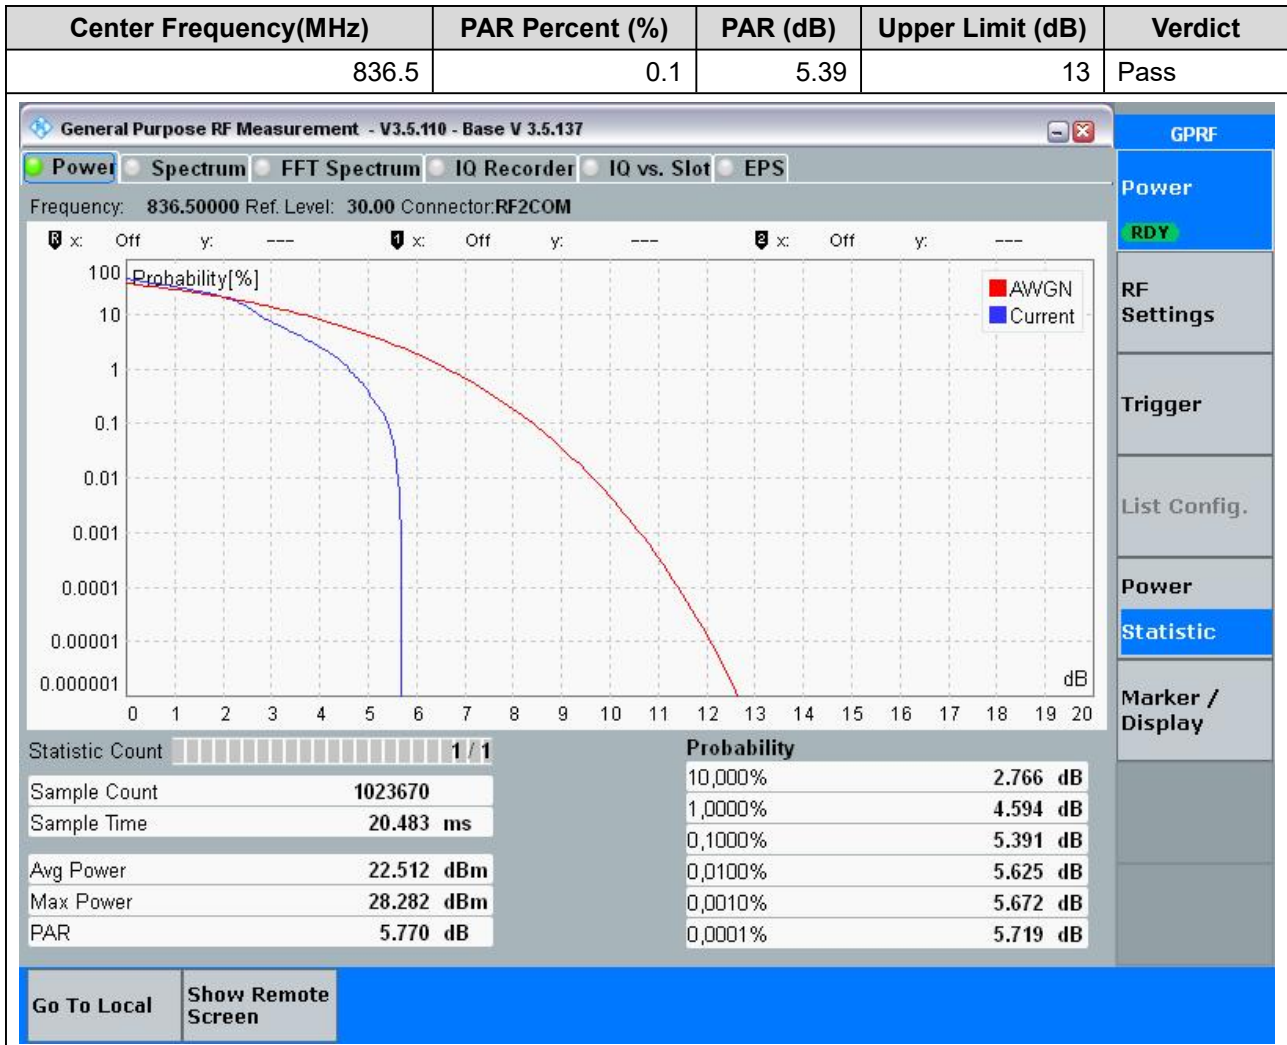 Center Frequency(MHz) PAR Percent (%) PAR (dB) Upper Limit (dB) Verdict
836.5 0.1 5.39 13 Pass
General Purpose RF Measurement - V3.5.110 - Base V 3.5.137
GPRF
Power Spectrum FFT Spectrum IQ Recorder IQ vs. Slot EPS
Frequency: 836.50000 Ref. Level: 30.00 Connector:RF2COM
R x: Off y: --- 1 x: Off y: --- 2 x: Off y: ---
Probability[%]
AWGN
Current
100
10
1
0.1
0.01
0.001
0.0001
0.00001
0.000001
dB
0 1 2 3 4 5 6 7 8 9 10 11 12 13 14 15 16 17 18 19 20
Statistic Count 1 / 1
Sample Count 1023670
Sample Time 20.483 ms
Avg Power 22.512 dBm
Max Power 28.282 dBm
PAR 5.770 dB
Probability
10,000% 2.766 dB
1,0000% 4.594 dB
0,1000% 5.391 dB
0,0100% 5.625 dB
0,0010% 5.672 dB
0,0001% 5.719 dB
Power
RDY
RF
Settings
Trigger
List Config.
Power
Statistic
Marker /
Display
Go To Local
Show Remote
Screen